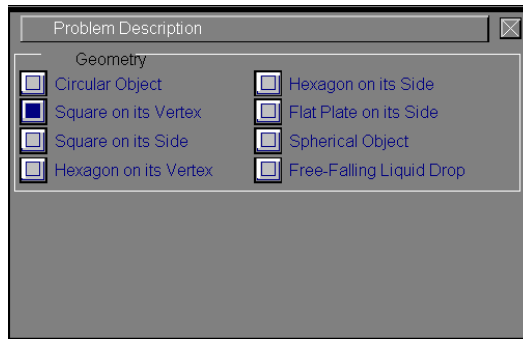 Problem Description
Geometry
Circular Object
Square on its Vertex
Square on its Side
Hexagon on its Vertex
Hexagon on its Side
Flat Plate on its Side
Spherical Object
Free-Falling Liquid Drop